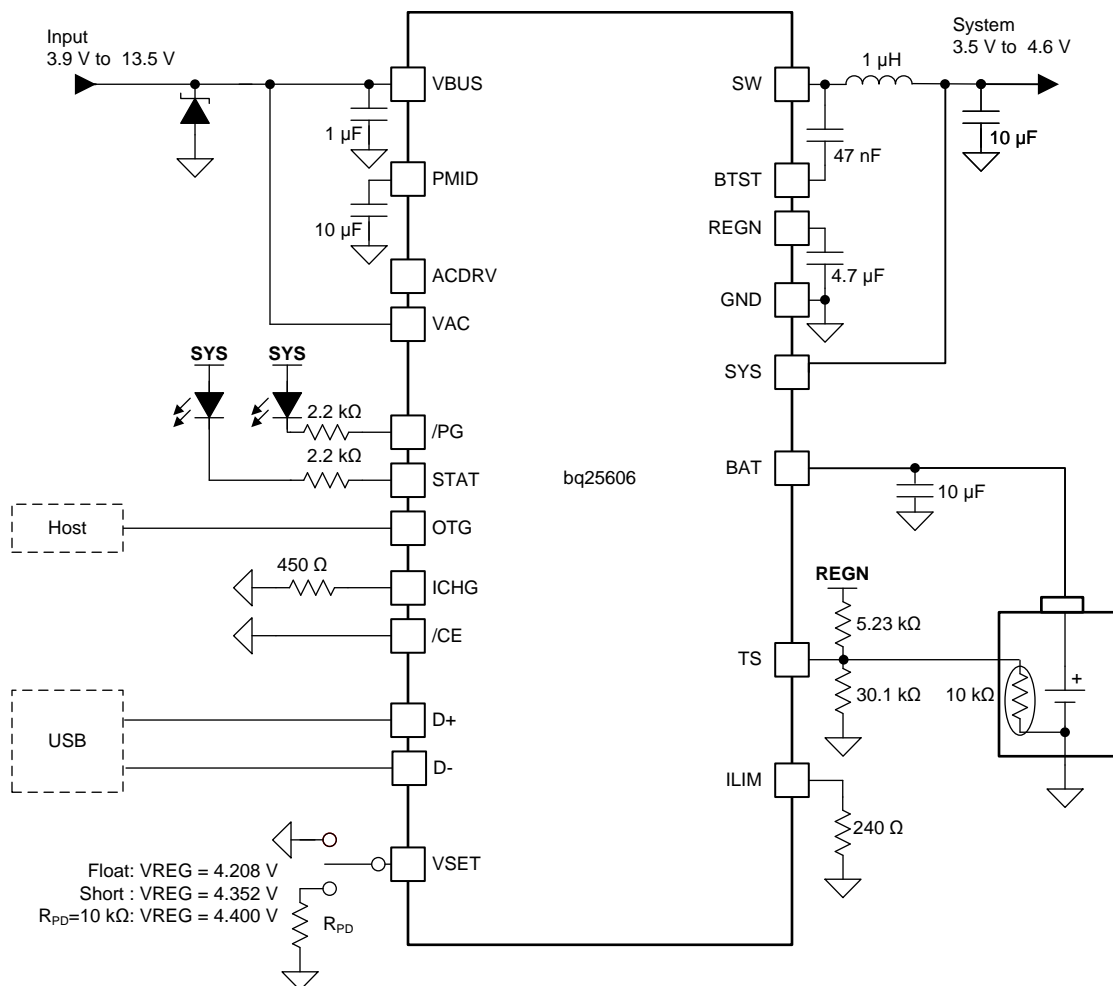 Input
3.9 V to 13.5 V
System
3.5 V to 4.6 V
VBUS
1 µF
SW
1 µH
10 µF
47 nF
PMID
10 µF
BTST
REGN
4.7 µF
ACDRV
GND
VAC
SYS
SYS
SYS
2.2 kΩ
/PG
2.2 kΩ
STAT
bq25606
BAT
10 µF
Host
OTG
450 Ω
ICHG
REGN
/CE
5.23 kΩ
TS
30.1 kΩ
10 kΩ
+
USB
D+
D-
ILIM
240 Ω
VSET
Float: VREG = 4.208 V
Short : VREG = 4.352 V
RPD=10 kΩ: VREG = 4.400 V
RPD